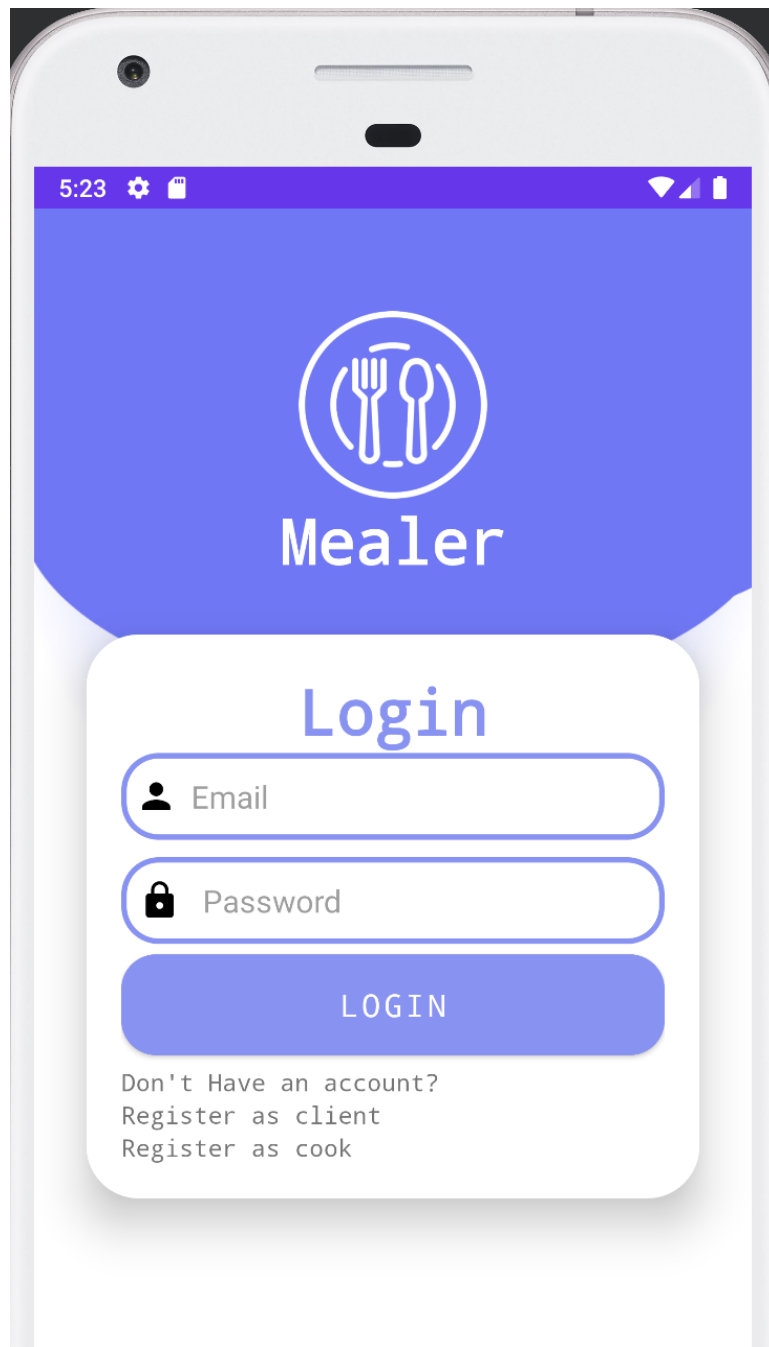 5:23
Mealer
Login
Email
Password
LOGIN
Don't Have an account?
Register as client
Register as cook